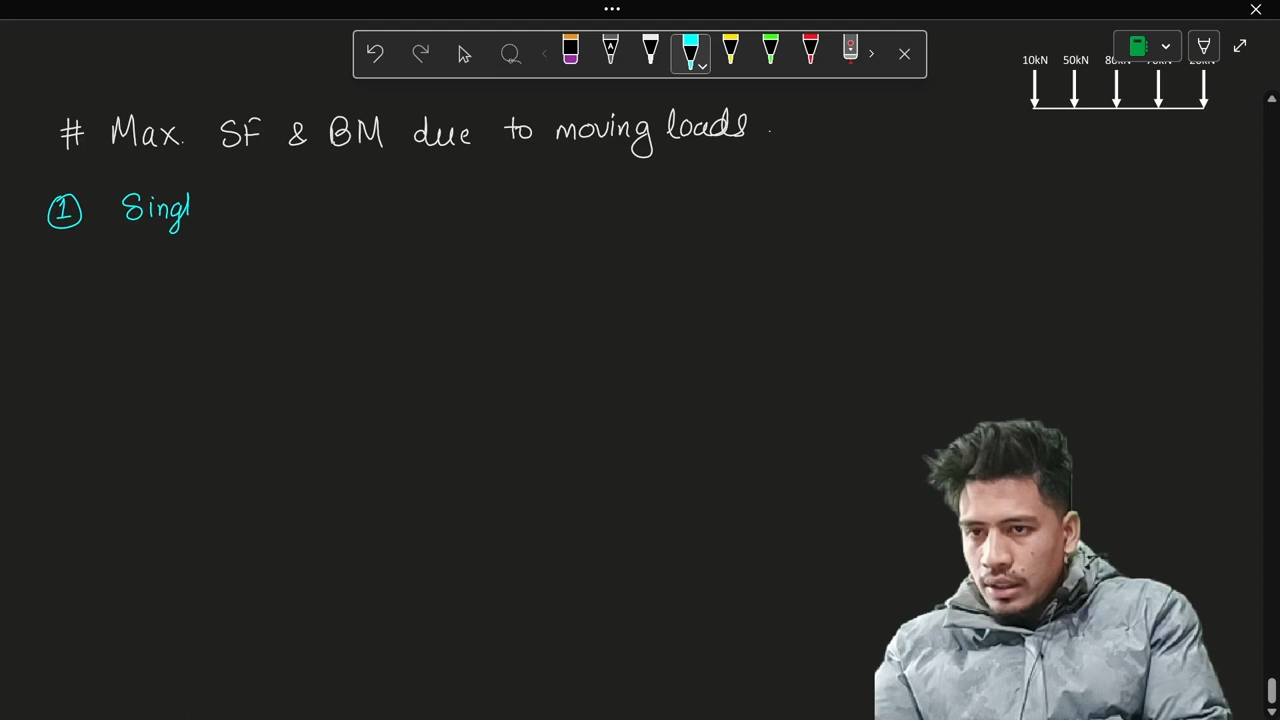 10kN 50kN
# Max. SF & BM due to moving loads.
① Singl